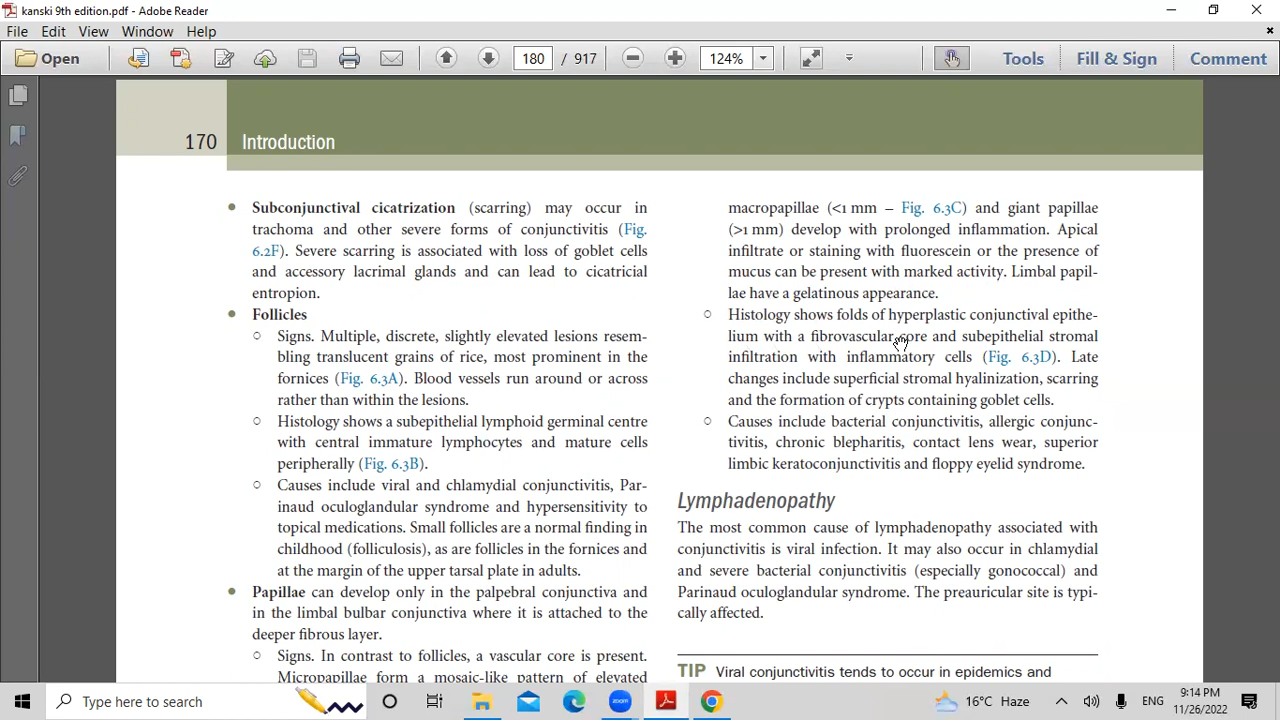 kanski 9th edition.pdf - Adobe Reader
File Edit View Window Help
Open
180 / 917
124%
Tools
Fill & Sign
Comment
170 Introduction
Subconjunctival cicatrization (scarring) may occur in
trachoma and other severe forms of conjunctivitis (Fig.
6.2F). Severe scarring is associated with loss of goblet cells
and accessory lacrimal glands and can lead to cicatricial
entropion.
Follicles
Signs. Multiple, discrete, slightly elevated lesions resem-
bling translucent grains of rice, most prominent in the
fornices (Fig. 6.3A). Blood vessels run around or across
rather than within the lesions.
Histology shows a subepithelial lymphoid germinal centre
with central immature lymphocytes and mature cells
peripherally (Fig. 6.3B).
Causes include viral and chlamydial conjunctivitis, Par-
inaud oculoglandular syndrome and hypersensitivity to
topical medications. Small follicles are a normal finding in
childhood (folliculosis), as are follicles in the fornices and
at the margin of the upper tarsal plate in adults.
Papillae can develop only in the palpebral conjunctiva and
in the limbal bulbar conjunctiva where it is attached to the
deeper fibrous layer.
Signs. In contrast to follicles, a vascular core is present.
Micropapillae form a mosaic-like pattern of elevated
macropapillae (<1 mm – Fig. 6.3C) and giant papillae
(>1 mm) develop with prolonged inflammation. Apical
infiltrate or staining with fluorescein or the presence of
mucus can be present with marked activity. Limbal papil-
lae have a gelatinous appearance.
Histology shows folds of hyperplastic conjunctival epithe-
lium with a fibrovascular core and subepithelial stromal
infiltration with inflammatory cells (Fig. 6.3D). Late
changes include superficial stromal hyalinization, scarring
and the formation of crypts containing goblet cells.
Causes include bacterial conjunctivitis, allergic conjunc-
tivitis, chronic blepharitis, contact lens wear, superior
limbic keratoconjunctivitis and floppy eyelid syndrome.
Lymphadenopathy
The most common cause of lymphadenopathy associated with
conjunctivitis is viral infection. It may also occur in chlamydial
and severe bacterial conjunctivitis (especially gonococcal) and
Parinaud oculoglandular syndrome. The preauricular site is typi-
cally affected.
TIP Viral conjunctivitis tends to occur in epidemics and
Type here to search
zoom
16°C Haze
ENG
9:14 PM
11/26/2022